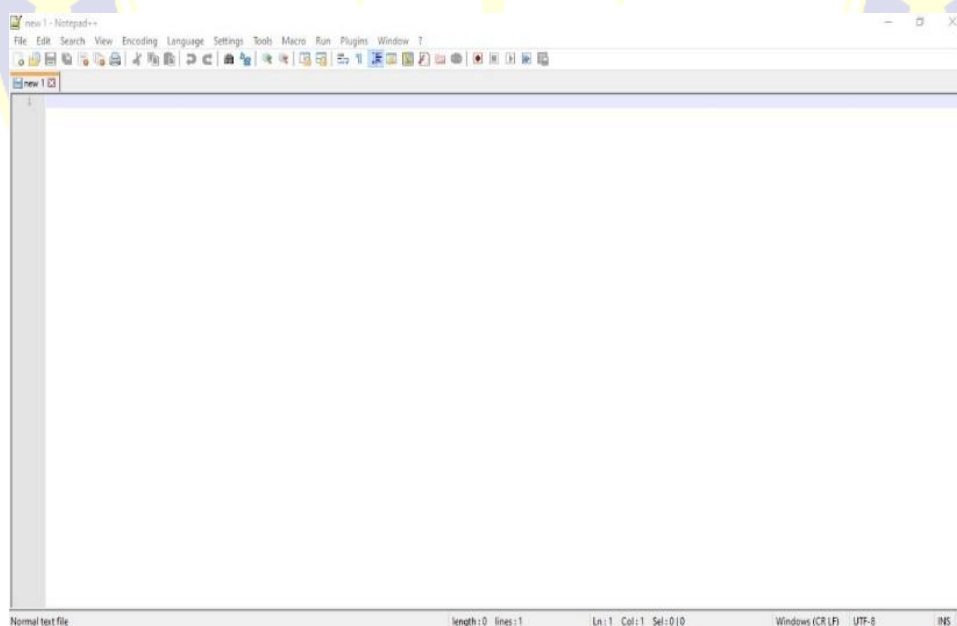 new 1 - Notepad++
File Edit Search View Encoding Language Settings Tools Macro Run Plugins Window ?
new 1
1
Normal text file length : 0 lines : 1 Ln : 1 Col : 1 Sel : 0 | 0 Windows (CR LF) UTF-8 INS